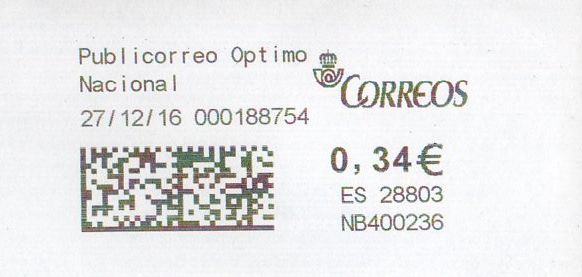 Publicorreo Optimo
Nacional
CORREOS
27/12/16 000188754
0,34€
ES 28803
NB400236